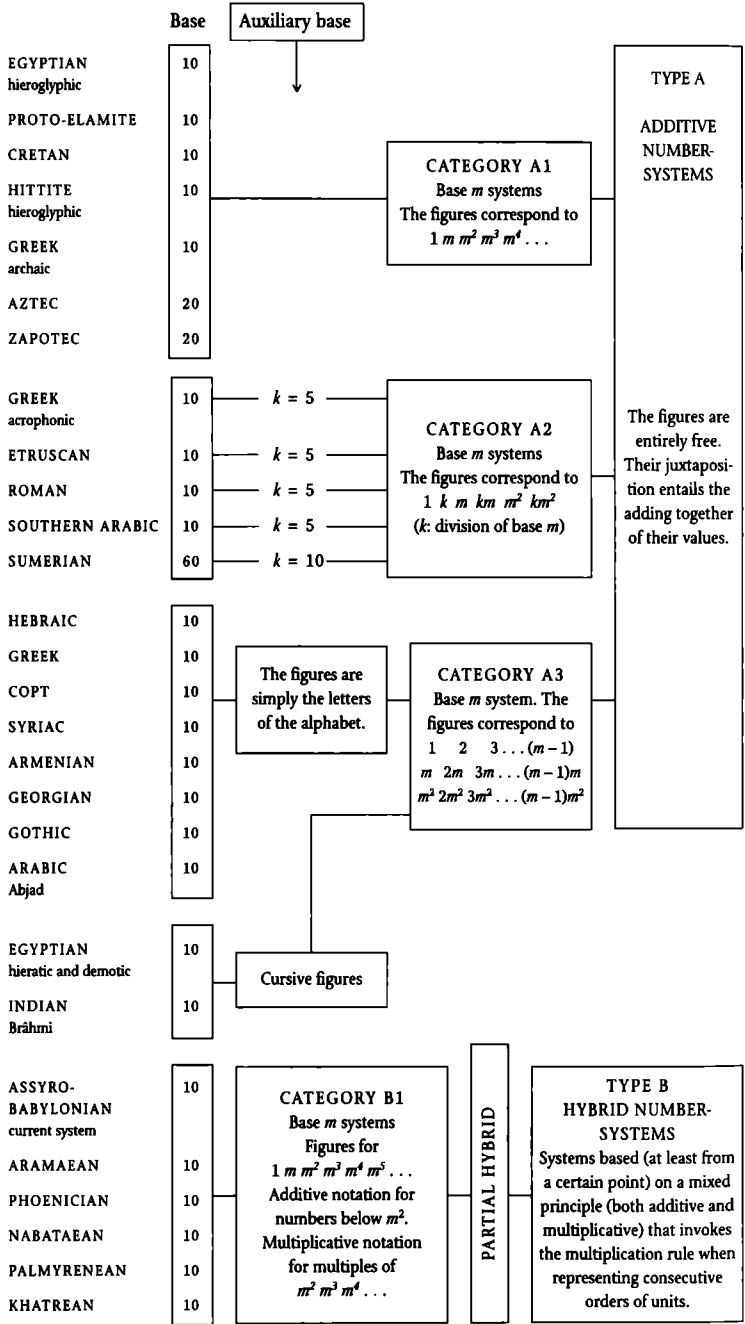 Base Auxiliary base
EGYPTIAN 10
hieroglyphic
PROTO-ELAMITE 10
CRETAN 10
HITTITE 10
hieroglyphic
GREEK 10
archaic
AZTEC 20
ZAPOTEC 20
CATEGORY A1
Base m systems
The figures correspond to
1 m m² m³ m⁴ . . .
TYPE A
ADDITIVE
NUMBER-
SYSTEMS
The figures are
entirely free.
Their juxtaposi-
tion entails the
adding together
of their values.
GREEK 10 k = 5
acrophonic
ETRUSCAN 10 k = 5
ROMAN 10 k = 5
SOUTHERN ARABIC 10 k = 5
SUMERIAN 60 k = 10
CATEGORY A2
Base m systems
The figures correspond to
1 k m km m² km²
(k: division of base m)
HEBRAIC 10
GREEK 10
COPT 10
SYRIAC 10
ARMENIAN 10
GEORGIAN 10
GOTHIC 10
ARABIC 10
Abjad
The figures are
simply the letters
of the alphabet.
CATEGORY A3
Base m system. The
figures correspond to
1 2 3 . . . (m – 1)
m 2m 3m . . . (m – 1)m
m² 2m² 3m² . . . (m – 1)m²
EGYPTIAN 10
hieratic and demotic
INDIAN 10
Brâhmi
Cursive figures
ASSYRO- 10
BABYLONIAN
current system
ARAMAEAN 10
PHOENICIAN 10
NABATAEAN 10
PALMYRENEAN 10
KHATREAN 10
CATEGORY B1
Base m systems
Figures for
1 m m² m³ m⁴ m⁵ . . .
Additive notation for
numbers below m².
Multiplicative notation
for multiples of
m² m³ m⁴ . . .
PARTIAL HYBRID
TYPE B
HYBRID NUMBER-
SYSTEMS
Systems based (at least from
a certain point) on a mixed
principle (both additive and
multiplicative) that invokes
the multiplication rule when
representing consecutive
orders of units.